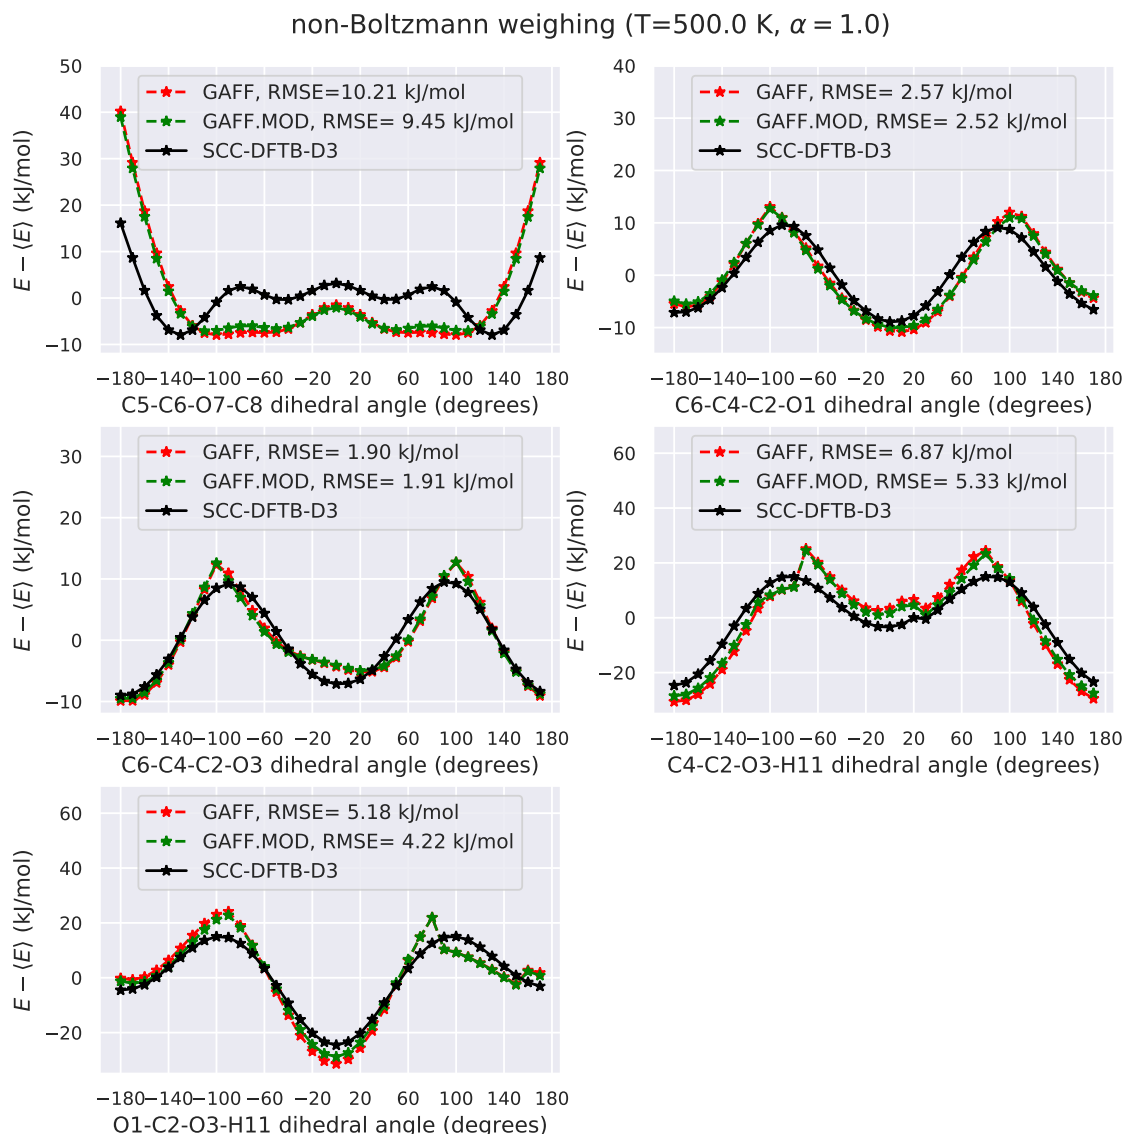 non-Boltzmann weighing (T=500.0 K, α = 1.0)
50
40
30
20
10
0
−10
E − ⟨E⟩ (kJ/mol)
GAFF, RMSE=10.21 kJ/mol
GAFF.MOD, RMSE= 9.45 kJ/mol
SCC-DFTB-D3
−180 −140 −100 −60 −20 20 60 100 140 180
C5-C6-O7-C8 dihedral angle (degrees)
40
30
20
10
0
−10
E − ⟨E⟩ (kJ/mol)
GAFF, RMSE= 2.57 kJ/mol
GAFF.MOD, RMSE= 2.52 kJ/mol
SCC-DFTB-D3
−180 −140 −100 −60 −20 20 60 100 140 180
C6-C4-C2-O1 dihedral angle (degrees)
30
20
10
0
−10
E − ⟨E⟩ (kJ/mol)
GAFF, RMSE= 1.90 kJ/mol
GAFF.MOD, RMSE= 1.91 kJ/mol
SCC-DFTB-D3
−180 −140 −100 −60 −20 20 60 100 140 180
C6-C4-C2-O3 dihedral angle (degrees)
60
40
20
0
−20
E − ⟨E⟩ (kJ/mol)
GAFF, RMSE= 6.87 kJ/mol
GAFF.MOD, RMSE= 5.33 kJ/mol
SCC-DFTB-D3
−180 −140 −100 −60 −20 20 60 100 140 180
C4-C2-O3-H11 dihedral angle (degrees)
60
40
20
0
−20
E − ⟨E⟩ (kJ/mol)
GAFF, RMSE= 5.18 kJ/mol
GAFF.MOD, RMSE= 4.22 kJ/mol
SCC-DFTB-D3
−180 −140 −100 −60 −20 20 60 100 140 180
O1-C2-O3-H11 dihedral angle (degrees)